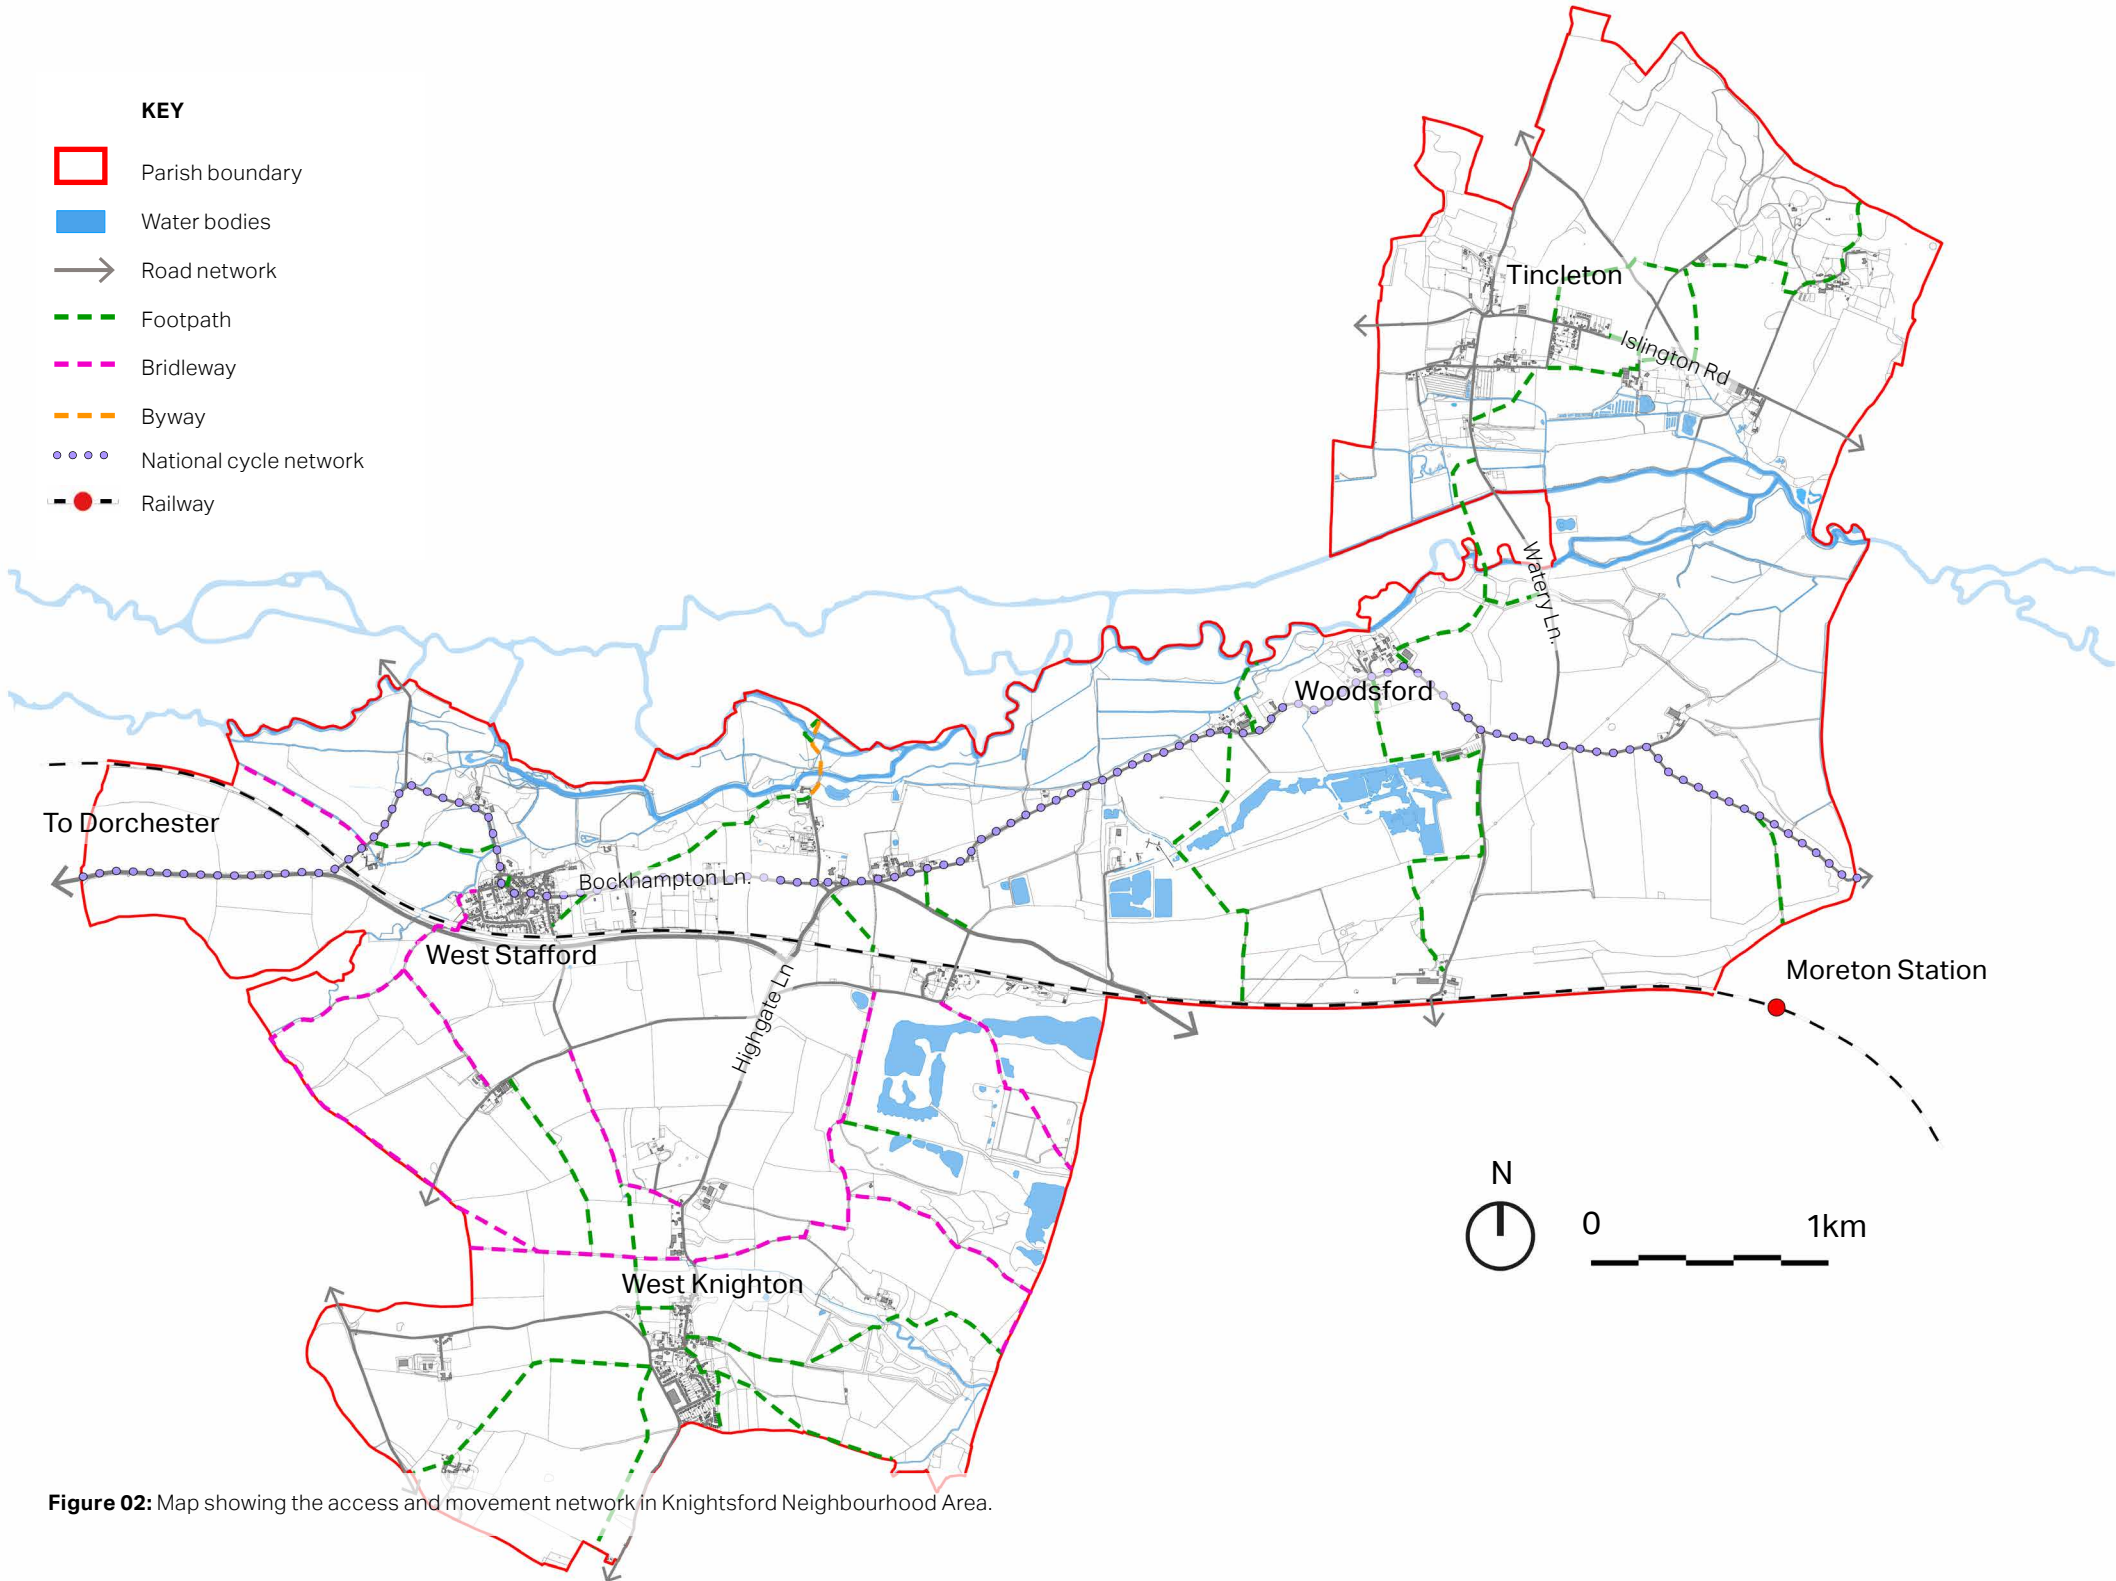 KEY
Parish boundary
Water bodies
Road network
Footpath
Bridleway
Byway
National cycle network
Railway
Tincleton
Islington Rd
Watery Ln.
Woodsford
To Dorchester
Bockhampton Ln.
West Stafford
Highgate Ln
Moreton Station
N
0 1km
West Knighton
Figure 02: Map showing the access and movement network in Knightsford Neighbourhood Area.